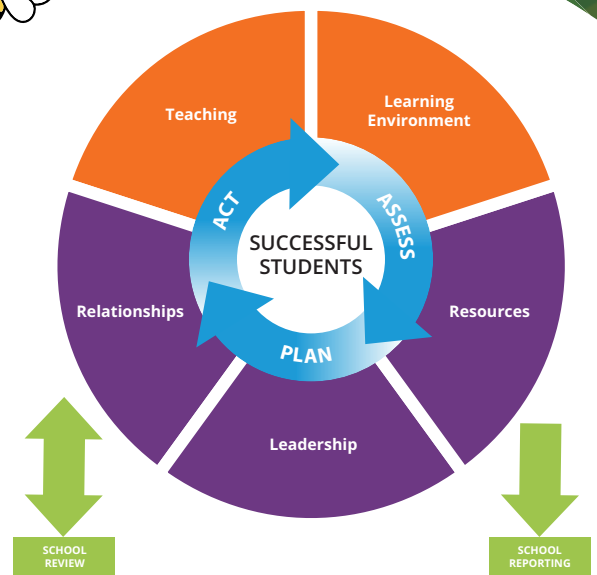 Teaching
Learning
Environment
ACT
ASSESS
SUCCESSFUL
STUDENTS
Relationships
Resources
PLAN
Leadership
SCHOOL
REVIEW
SCHOOL
REPORTING